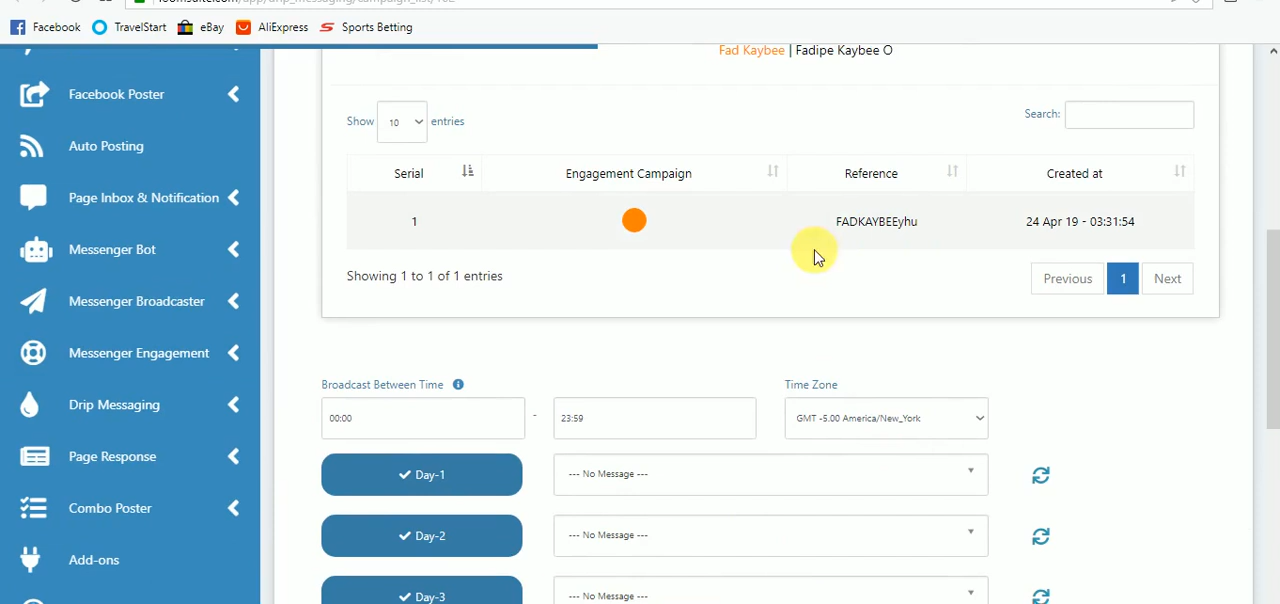 Facebook TravelStart eBay AliExpress Sports Betting
Fad Kaybee | Fadipe Kaybee O
Facebook Poster
Auto Posting
Page Inbox & Notification
Messenger Bot
Messenger Broadcaster
Messenger Engagement
Drip Messaging
Page Response
Combo Poster
Add-ons
Show 10 entries
Search:
Serial Engagement Campaign Reference Created at
1 FADKAYBEEyhu 24 Apr 19 - 03:31:54
Showing 1 to 1 of 1 entries
Previous 1 Next
Broadcast Between Time Time Zone
00:00 - 23:59 GMT -5.00 America/New_York
Day-1 --- No Message ---
Day-2 --- No Message ---
Day-3 --- No Message ---